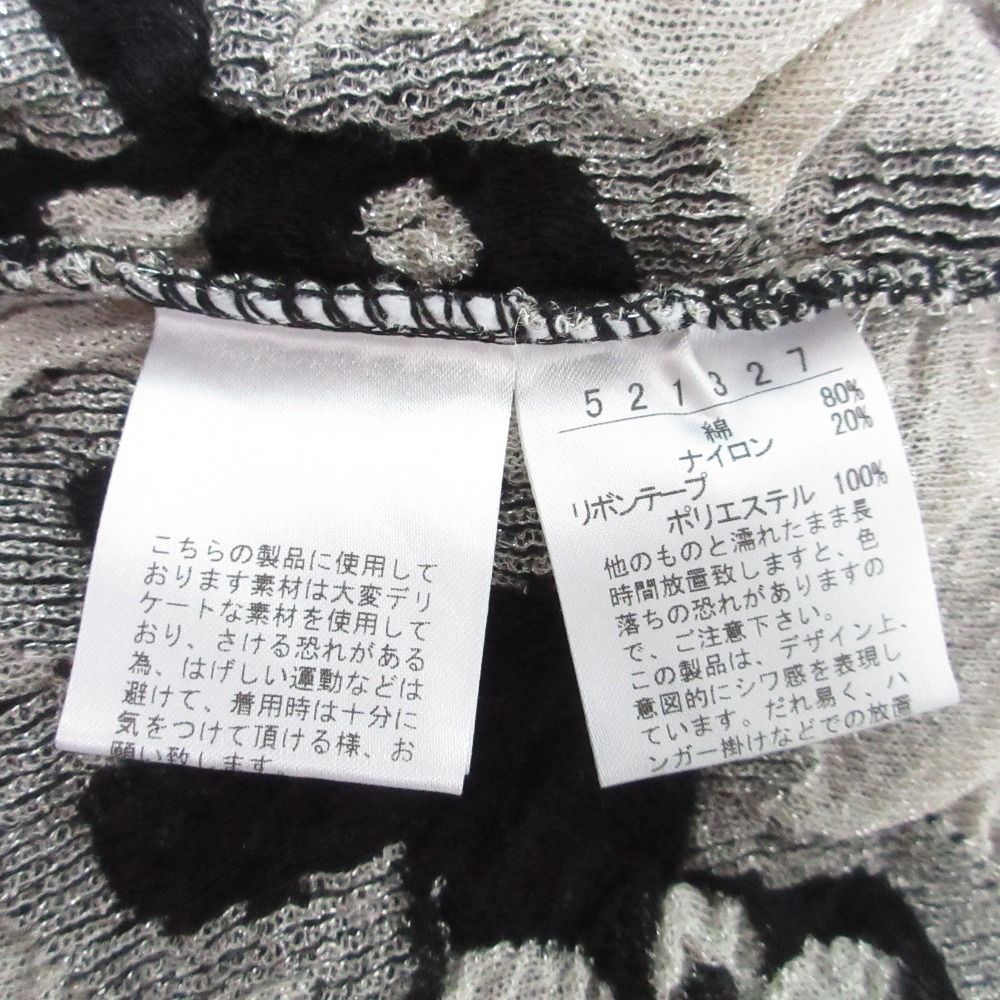 こちらの製品に使用して
おります素材は大変デリ
ケートな素材を使用して
おり、さける恐れがある
為、はげしい運動などは
避けて、着用時は十分に
気をつけて頂ける様、お
願い致します。
521327
綿 80%
ナイロン 20%
リボンテープ
ポリエステル 100%
他のものと濡れたまま長
時間放置致しますと、色
落ちの恐れがありますの
で、ご注意下さい。
この製品は、デザイン上、
意図的にシワ感を表現し
ています。だれ易く、ハ
ンガー掛けなどでの放置